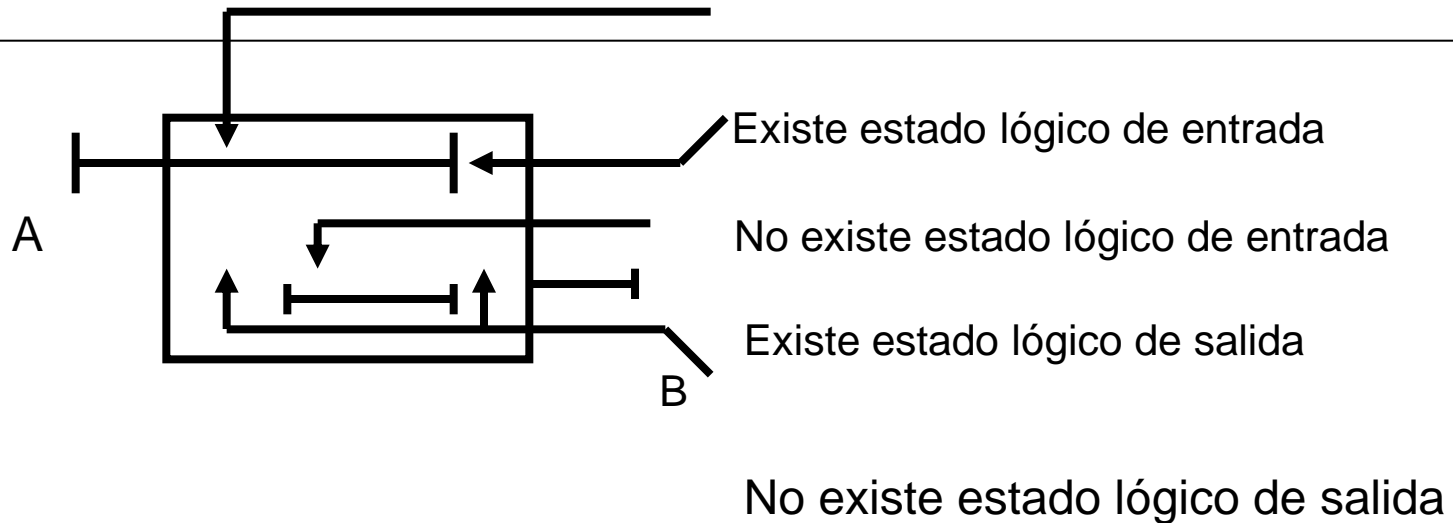 Existe estado lógico de entrada
A
No existe estado lógico de entrada
Existe estado lógico de salida
B
No existe estado lógico de salida